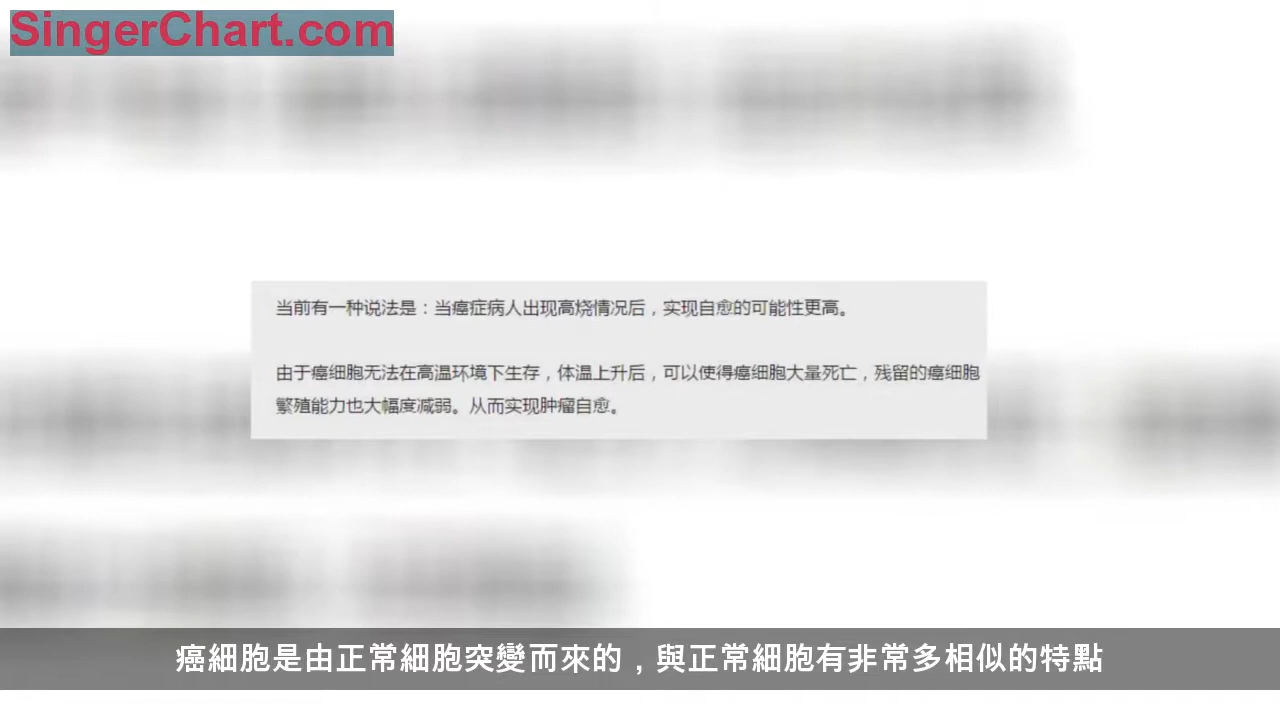 SingerChart.com
当前有一种说法是：当癌症病人出现高烧情况后，实现自愈的可能性更高。
由于癌细胞无法在高温环境下生存，体温上升后，可以使得癌细胞大量死亡，残留的癌细胞
繁殖能力也大幅度减弱。从而实现肿瘤自愈。
癌細胞是由正常細胞突變而來的，與正常細胞有非常多相似的特點